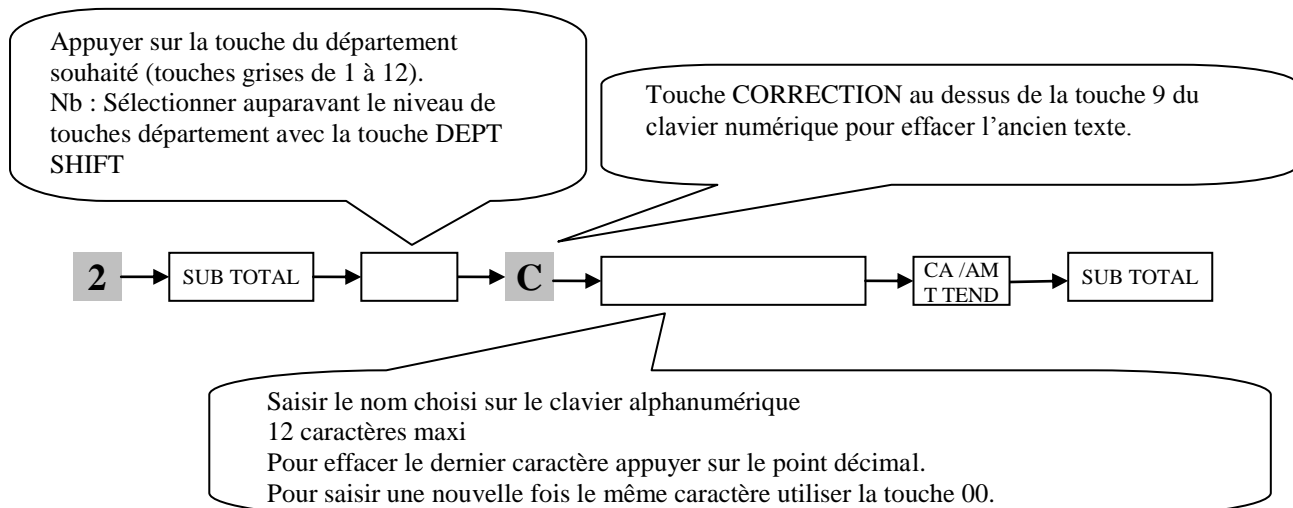 Appuyer sur la touche du département
souhaité (touches grises de 1 à 12).
Nb : Sélectionner auparavant le niveau de
touches département avec la touche DEPT
SHIFT
Touche CORRECTION au dessus de la touche 9 du
clavier numérique pour effacer l’ancien texte.
2
SUB TOTAL
C
CA /AM
T TEND
SUB TOTAL
Saisir le nom choisi sur le clavier alphanumérique
12 caractères maxi
Pour effacer le dernier caractère appuyer sur le point décimal.
Pour saisir une nouvelle fois le même caractère utiliser la touche 00.